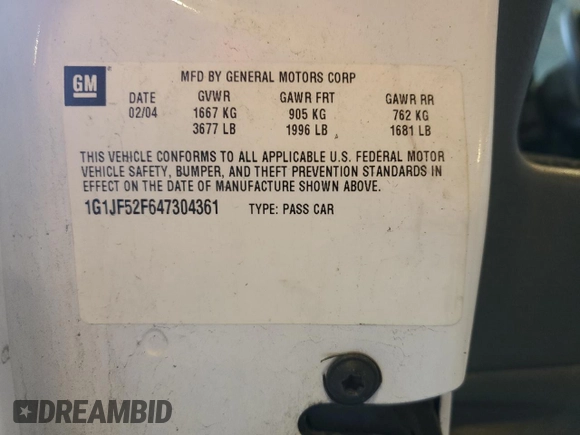 GM MFD BY GENERAL MOTORS CORP
DATE GVWR GAWR FRT GAWR RR
02/04 1667 KG 905 KG 762 KG
3677 LB 1996 LB 1681 LB
THIS VEHICLE CONFORMS TO ALL APPLICABLE U.S. FEDERAL MOTOR
VEHICLE SAFETY, BUMPER, AND THEFT PREVENTION STANDARDS IN
EFFECT ON THE DATE OF MANUFACTURE SHOWN ABOVE.
1G1JF52F647304361 TYPE: PASS CAR
DREAMBID